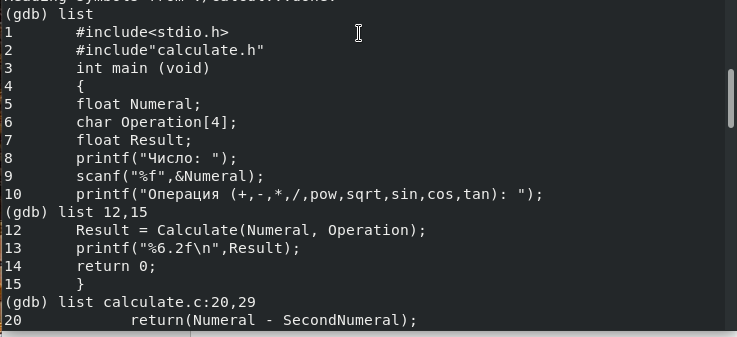 (gdb) list
1 #include<stdio.h>
2 #include"calculate.h"
3 int main (void)
4 {
5 float Numeral;
6 char Operation[4];
7 float Result;
8 printf("Число: ");
9 scanf("%f",&Numeral);
10 printf("Операция (+,-,*,/,pow,sqrt,sin,cos,tan): ");
(gdb) list 12,15
12 Result = Calculate(Numeral, Operation);
13 printf("%6.2f\n",Result);
14 return 0;
15 }
(gdb) list calculate.c:20,29
20 return(Numeral - SecondNumeral);